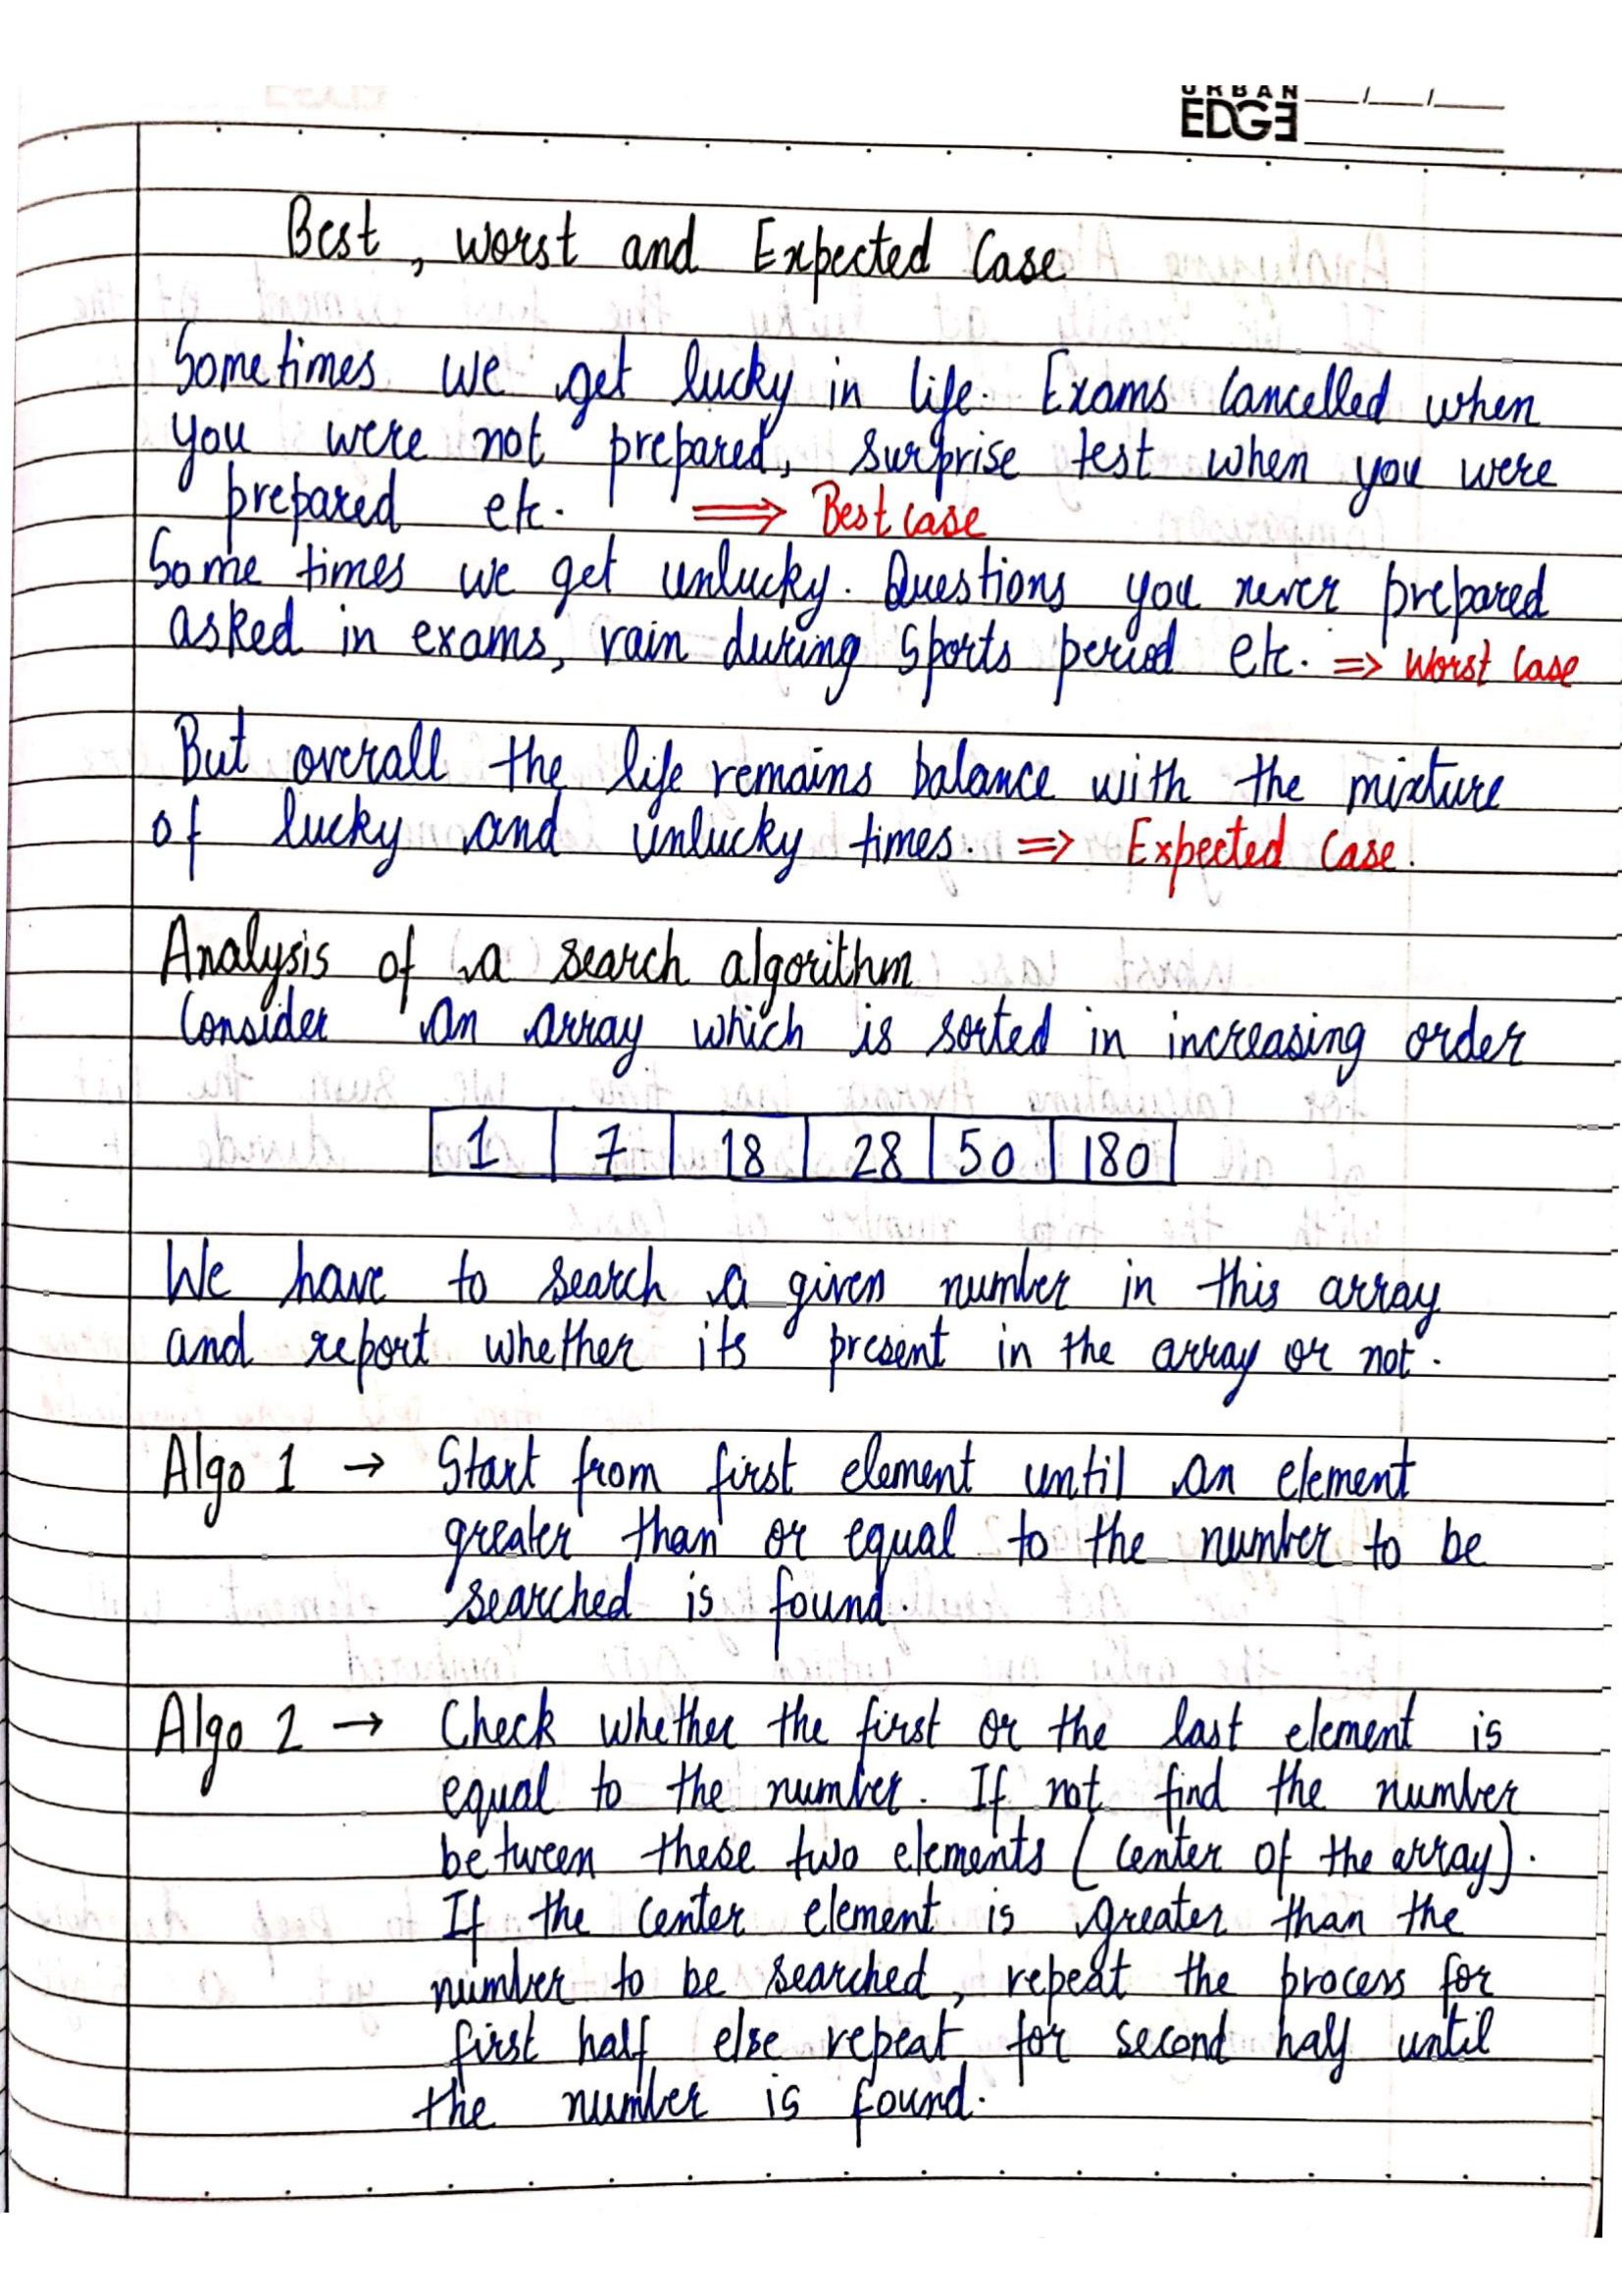 URBAN
EDGE
Best, worst and Expected Case
Sometimes we get lucky in life. Exams cancelled when
you were not prepared, surprise test when you were
prepared etc. ⟹ Best case
Some times we get unlucky. Questions you never prepared
asked in exams, rain during Sports period etc. => Worst Case
But overall the life remains balance with the mixture
of lucky and unlucky times. => Expected Case.
Analysis of a search algorithm
Consider an array which is sorted in increasing order
1 7 18 28 50 180
We have to search a given number in this array
and report whether its present in the array or not.
Algo 1 → Start from first element until an element
greater than or equal to the number to be
searched is found.
Algo 2 → Check whether the first or the last element is
equal to the number. If not find the number
between these two elements (center of the array).
If the center element is greater than the
number to be searched, repeat the process for
first half else repeat for second half until
the number is found.